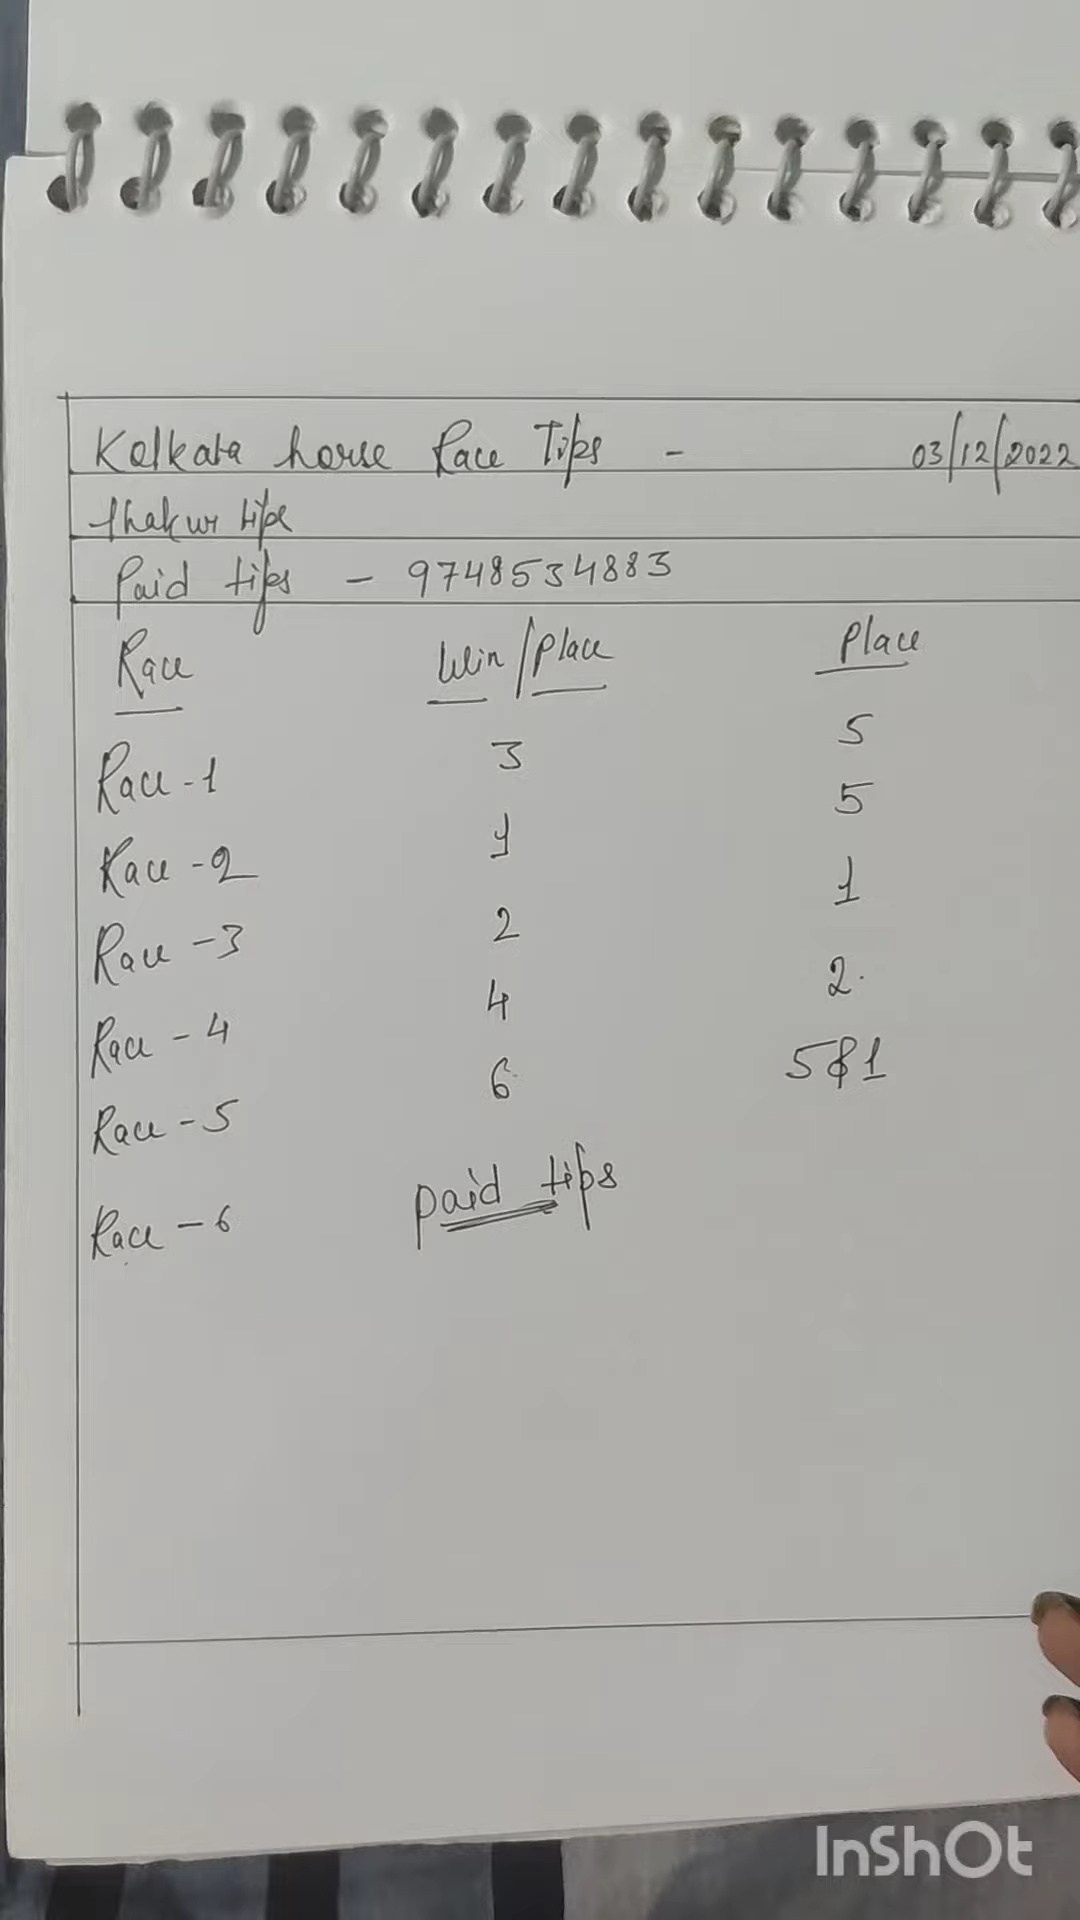 Kolkata horse Race Tips - 03/12/2022
thakur tips
Paid tips - 9748534883
Race Win/Place Place
Race-1 3 5
Race-2 1 5
Race-3 2 1
Race-4 4 2.
Race-5 6 5&1
Race-6 paid tips
InShOt